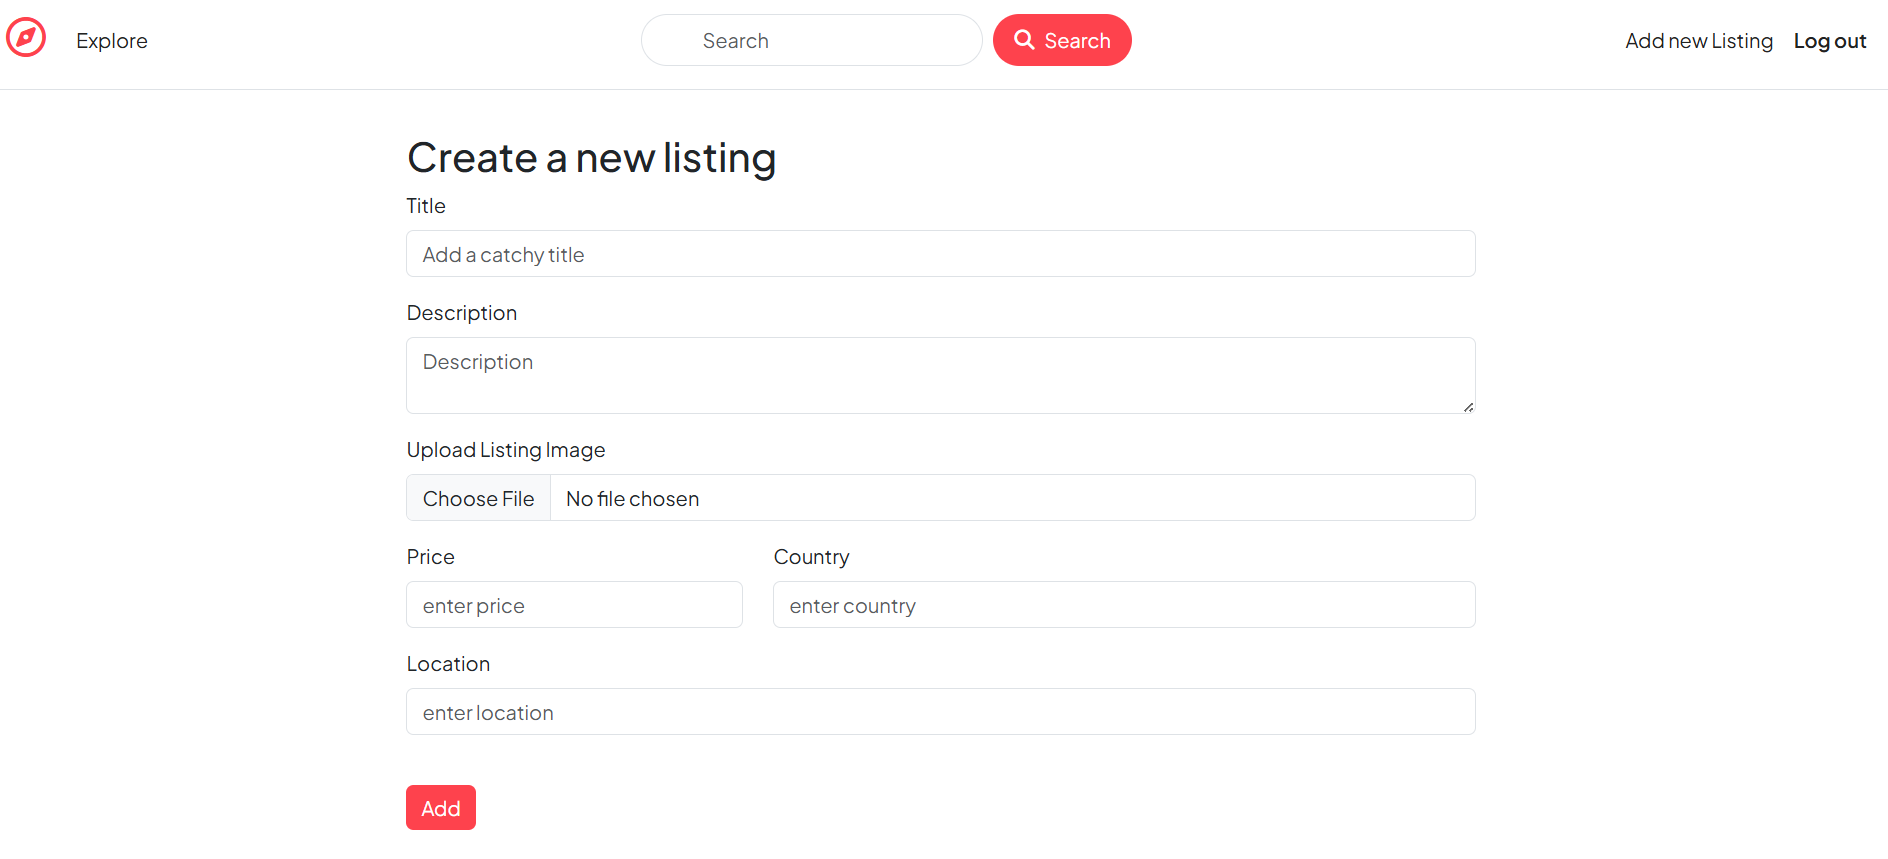 Explore Search Search Add new Listing Log out
Create a new listing
Title
Add a catchy title
Description
Description
Upload Listing Image
Choose File No file chosen
Price Country
enter price enter country
Location
enter location
Add